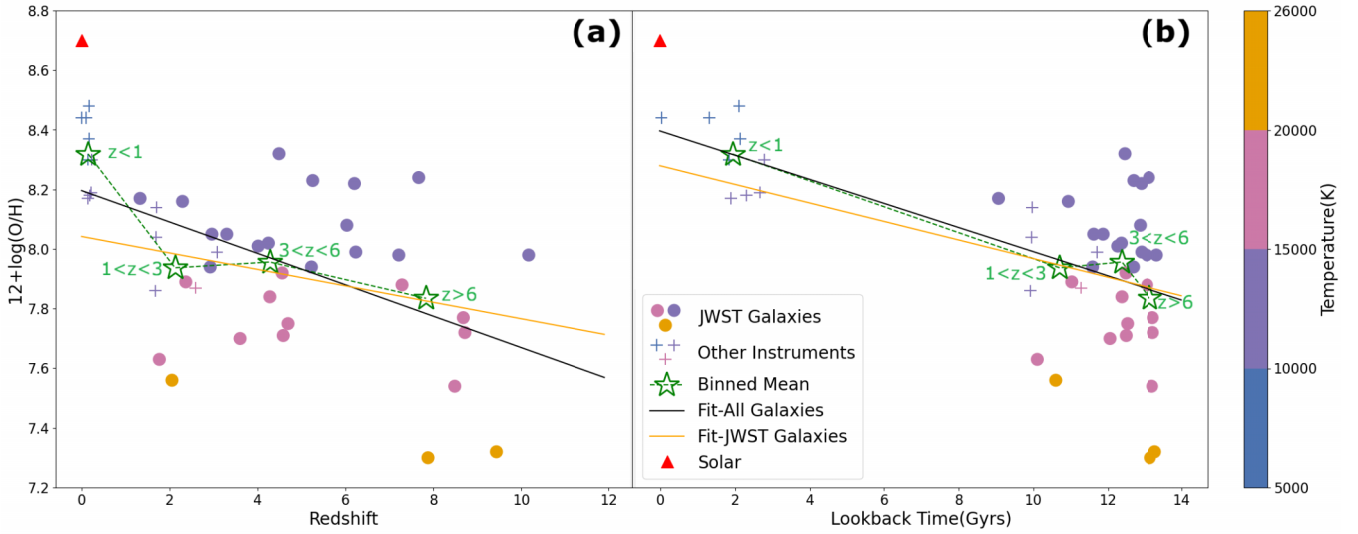 (a)
(b)
8.8
8.6
8.4
8.2
8.0
7.8
7.6
7.4
7.2
12+log(O/H)
z<1
1<z<3
3<z<6
z>6
0
2
4
6
8
10
12
Redshift
z<1
1<z<3
3<z<6
z>6
JWST Galaxies
Other Instruments
Binned Mean
Fit-All Galaxies
Fit-JWST Galaxies
Solar
0
2
4
6
8
10
12
14
Lookback Time(Gyrs)
26000
20000
15000
10000
5000
Temperature(K)